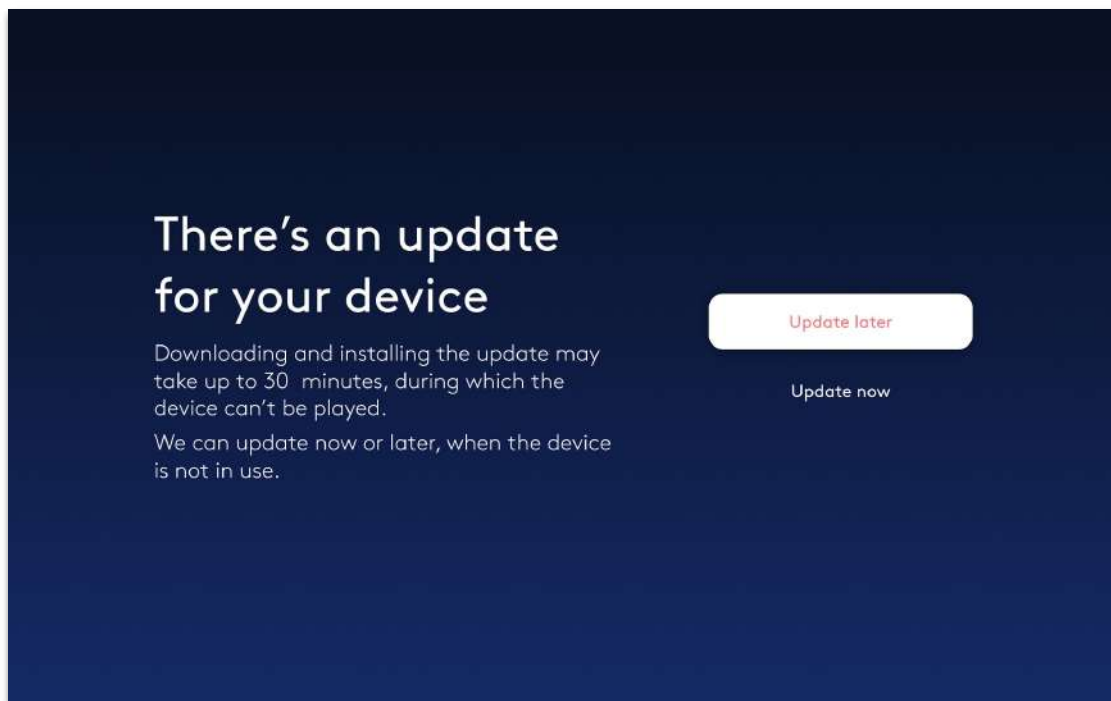 There's an update
for your device
Downloading and installing the update may
take up to 30  minutes, during which the
device can't be played.
We can update now or later, when the device
is not in use.
Update later
Update now